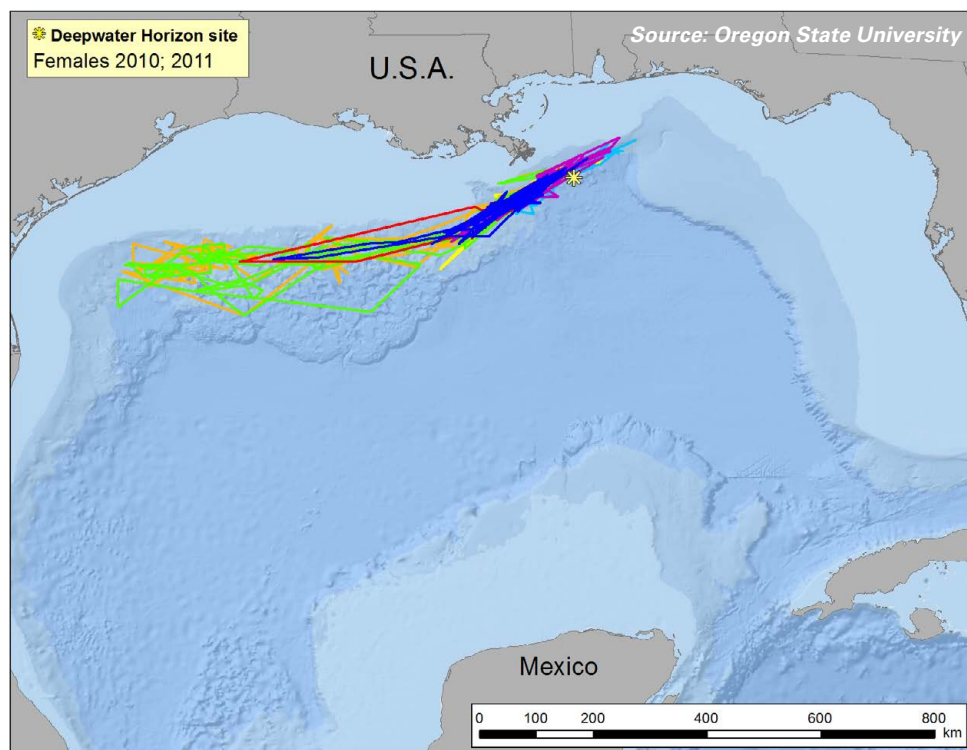 Deepwater Horizon site
Females 2010; 2011
Source: Oregon State University
U.S.A.
Mexico
0 100 200 400 600 800
km